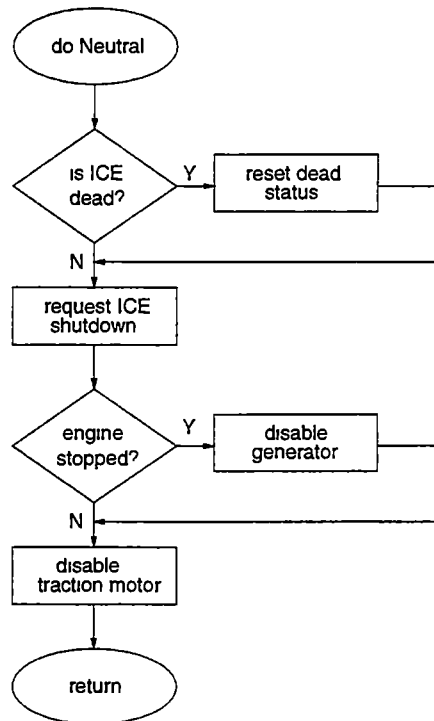 do Neutral
is ICE
dead?
Y
reset dead
status
N
request ICE
shutdown
engine
stopped?
Y
disable
generator
N
disable
traction motor
return